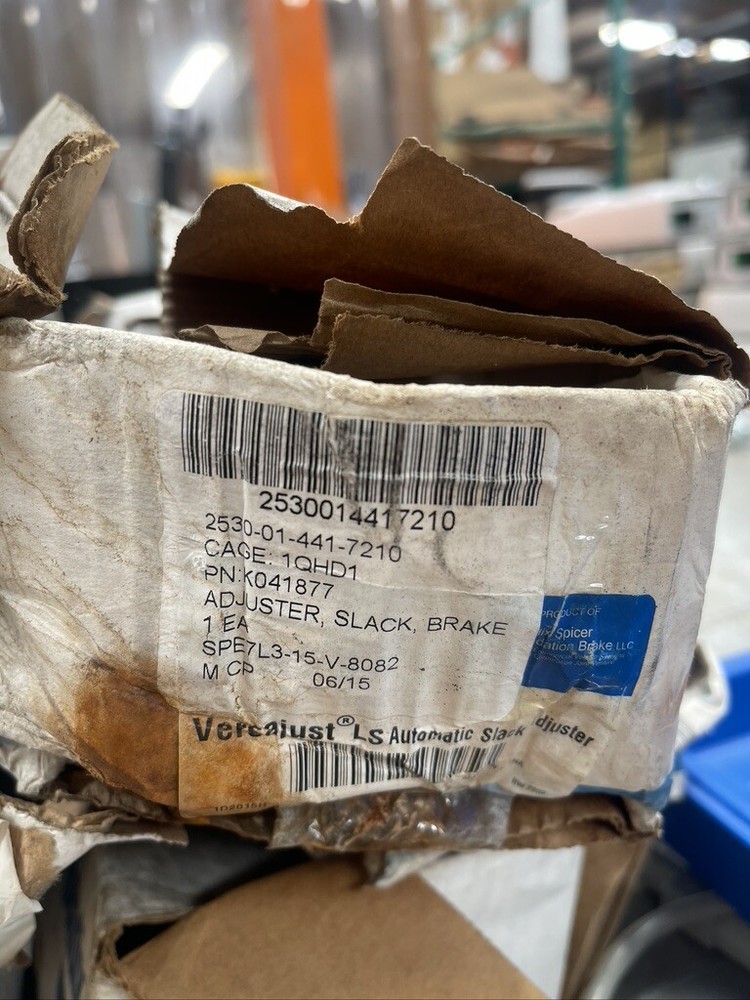 2530014417210
2530-01-441-7210
CAGE: 1QHD1
PN:K041877
ADJUSTER, SLACK, BRAKE
1 EA
SPE7L3-15-V-8082
M CP 06/15
PRODUCT OF
Spicer
dation Brake LLC
Versajust® LS Automatic Slack Adjuster